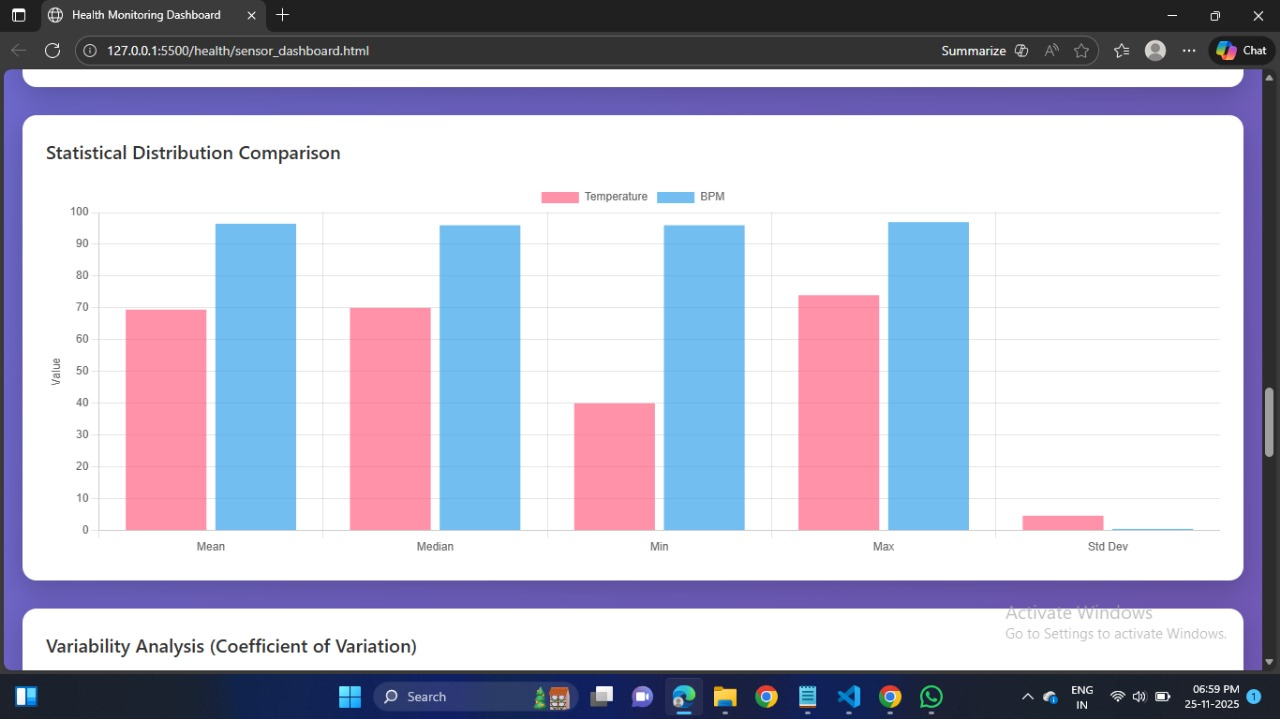 Health Monitoring Dashboard
127.0.0.1:5500/health/sensor_dashboard.html
Summarize
Chat
Statistical Distribution Comparison
Temperature BPM
100
90
80
70
60
50
40
30
20
10
0
Value
Mean Median Min Max Std Dev
Activate Windows
Go to Settings to activate Windows.
Variability Analysis (Coefficient of Variation)
Search
ENG
IN
06:59 PM
25-11-2025
1